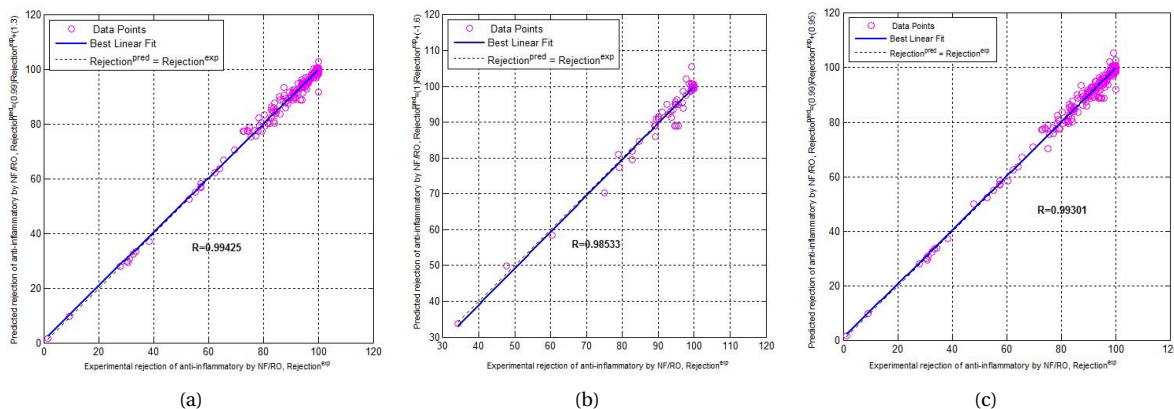 Predicted rejection of anti-inflammatory by NF/RO, Rejection^pred=(0.99)Rejection^exp+(1.3)
120
100
80
60
40
20
0
Data Points
Best Linear Fit
Rejection^pred = Rejection^exp
R=0.99425
0 20 40 60 80 100 120
Experimental rejection of anti-inflammatory by NF/RO, Rejection^exp
(a)
Predicted rejection of anti-inflammatory by NF/RO, Rejection^pred=(1)Rejection^exp+(-1.6)
120
110
100
90
80
70
60
50
40
30
Data Points
Best Linear Fit
Rejection^pred = Rejection^exp
R=0.98533
30 40 50 60 70 80 90 100 110 120
Experimental rejection of anti-inflammatory by NF/RO, Rejection^exp
(b)
Predicted rejection of anti-inflammatory by NF/RO, Rejection^pred=(0.99)Rejection^exp+(0.95)
120
100
80
60
40
20
0
Data Points
Best Linear Fit
Rejection^pred = Rejection^exp
R=0.99301
0 20 40 60 80 100 120
Experimental rejection of anti-inflammatory by NF/RO, Rejection^exp
(c)